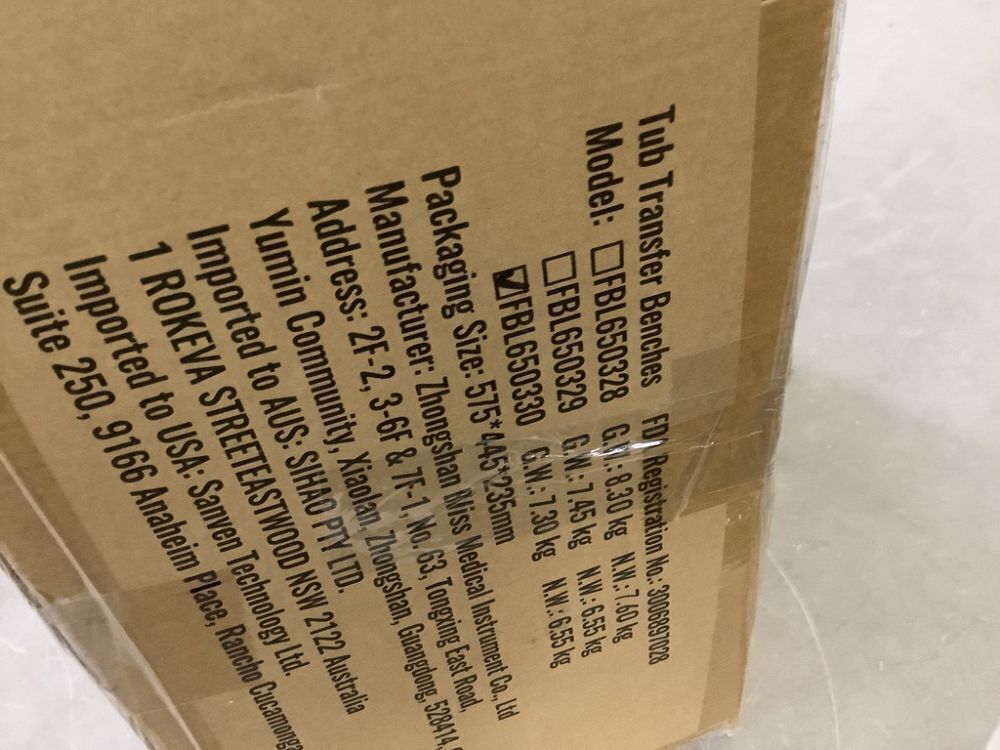 Tub Transfer Benches FDA Registration No.: 3006897028
Model: ☐FBL650328 G.W.: 8.30 kg N.W.: 7.60 kg
☐FBL650329 G.W.: 7.45 kg N.W.: 6.55 kg
☑FBL650330 G.W.: 7.30 kg N.W.: 6.55 kg
Packaging Size: 575*445*235mm
Manufacturer: Zhongshan Miss Medical Instrument Co., Ltd
Address: 2F-2, 3-6F & 7F-1, No. 63, Tongxing East Road,
Yumin Community, Xiaolan, Zhongshan, Guangdong, 528414,
Imported to AUS: SIHAO PTY LTD.
1 ROKEVA STREETEASTWOOD NSW 2122 Australia
Imported to USA: Sanven Technology Ltd.
Suite 250, 9166 Anaheim Place, Rancho Cucamonga